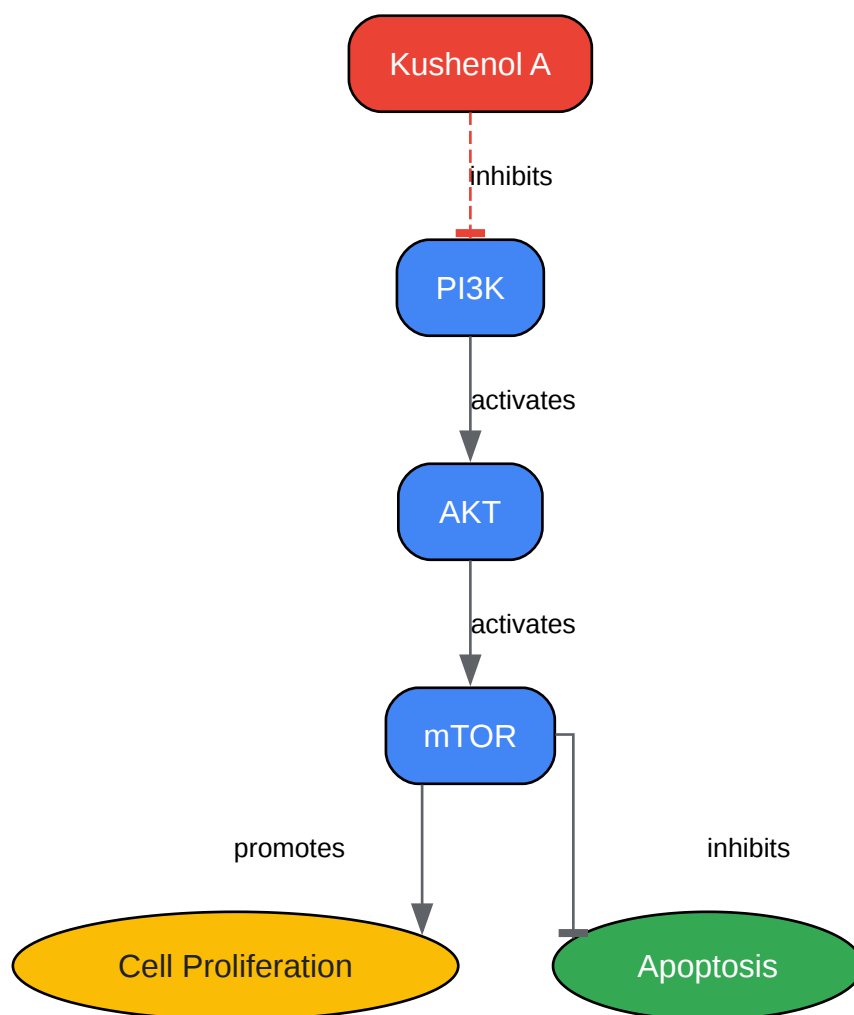 Kushenol A
inhibits
PI3K
activates
AKT
activates
mTOR
promotes
inhibits
Cell Proliferation
Apoptosis